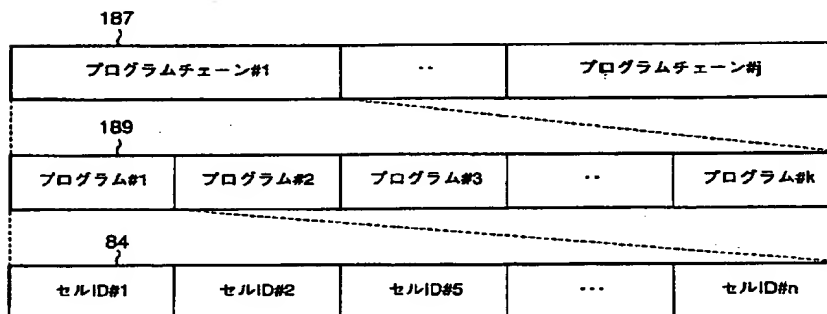 187
プログラムチェーン#1 ‥ プログラムチェーン#j
189
プログラム#1 プログラム#2 プログラム#3 ‥ プログラム#k
84
セルID#1 セルID#2 セルID#5 ... セルID#n